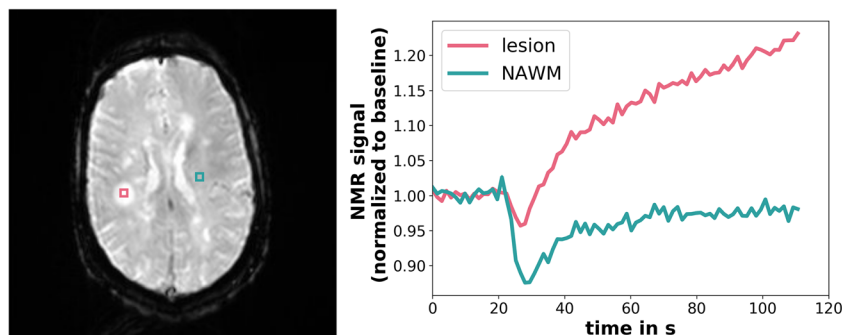 lesion
NAWM
NMR signal
(normalized to baseline)
1.20
1.15
1.10
1.05
1.00
0.95
0.90
0 20 40 60 80 100 120
time in s